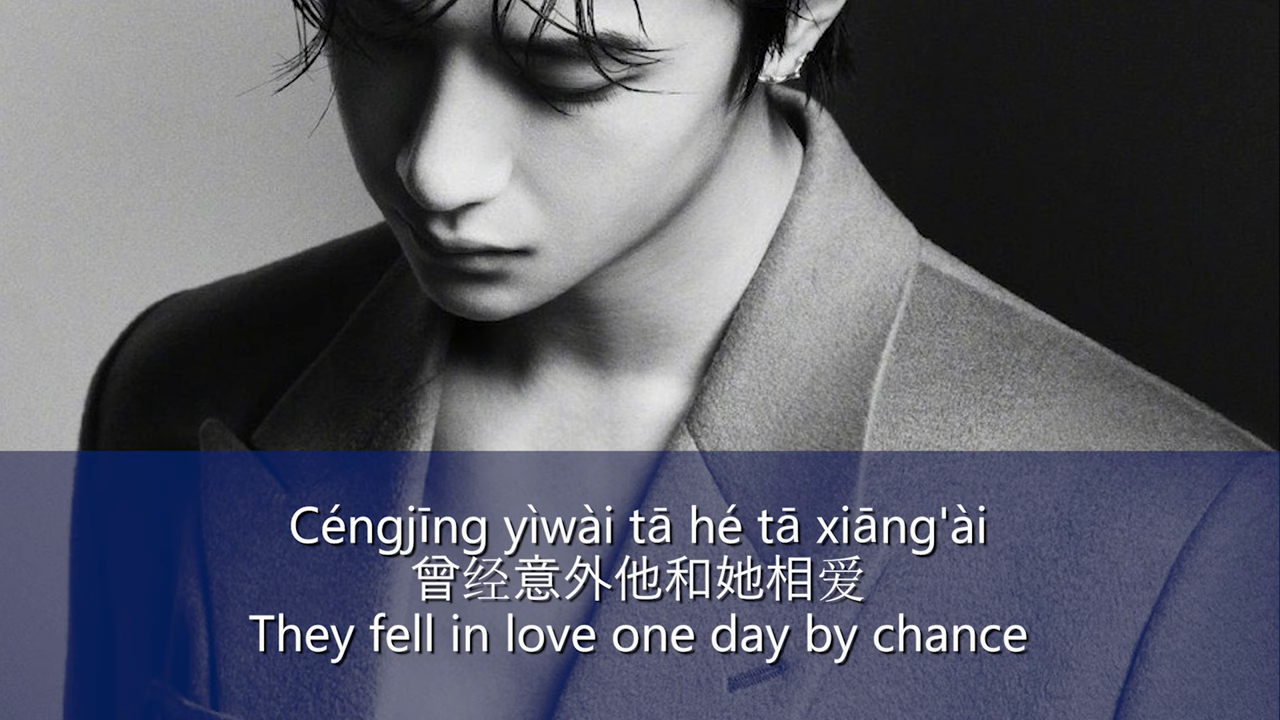 Céngjīng yìwài tā hé tā xiāng'ài
曾经意外他和她相爱
They fell in love one day by chance